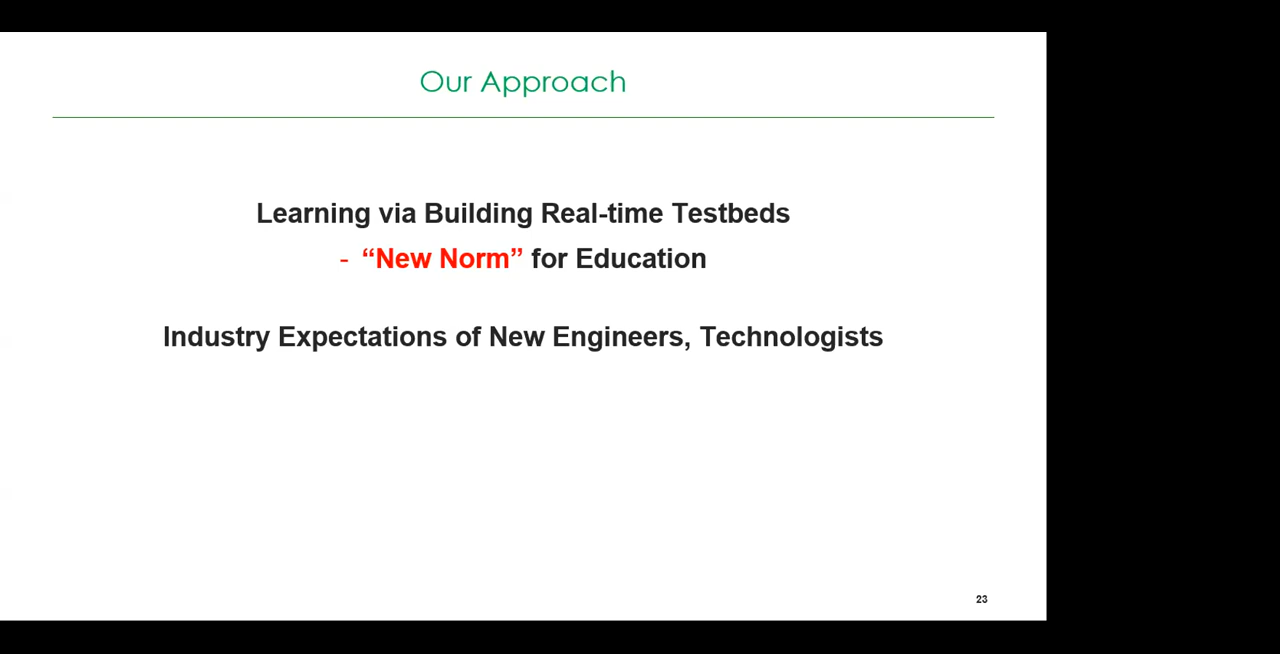 Our Approach
Learning via Building Real-time Testbeds
- “New Norm” for Education
Industry Expectations of New Engineers, Technologists
23